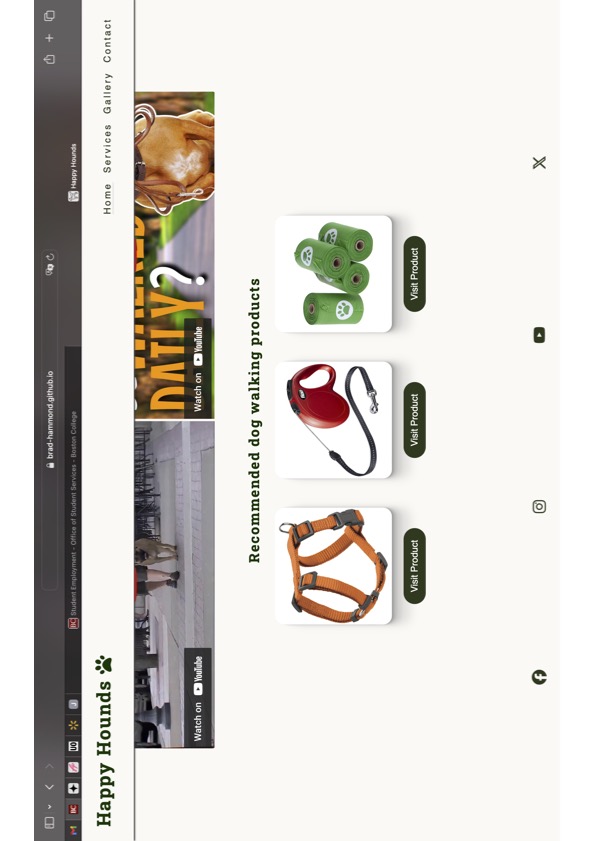 brad-hammond.github.io
BC Student Employment - Office of Student Services - Boston College
Happy Hounds
Happy Hounds
Home Services Gallery Contact
DAILY?
Watch on YouTube
Watch on YouTube
Recommended dog walking products
Visit Product
Visit Product
Visit Product